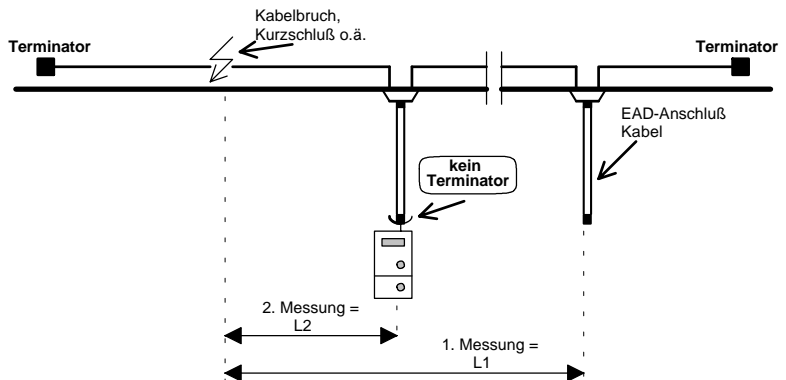 Kabelbruch,
Kurzschluß o.ä.
Terminator
Terminator
EAD-Anschluß
Kabel
kein
Terminator
2. Messung =
L2
1. Messung =
L1